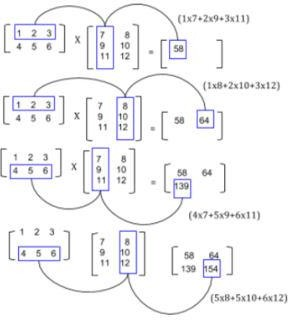 (1x7+2x9+3x11)
1 2 3 7 8
4 5 6 X 9 10 = 58
11 12
(1x8+2x10+3x12)
1 2 3 7 8
4 5 6 X 9 10 = 58 64
11 12
1 2 3 7 8
4 5 6 X 9 10 = 58 64
11 12 139
(4x7+5x9+6x11)
1 2 3 7 8
4 5 6 9 10 58 64
11 12 139 154
(5x8+5x10+6x12)